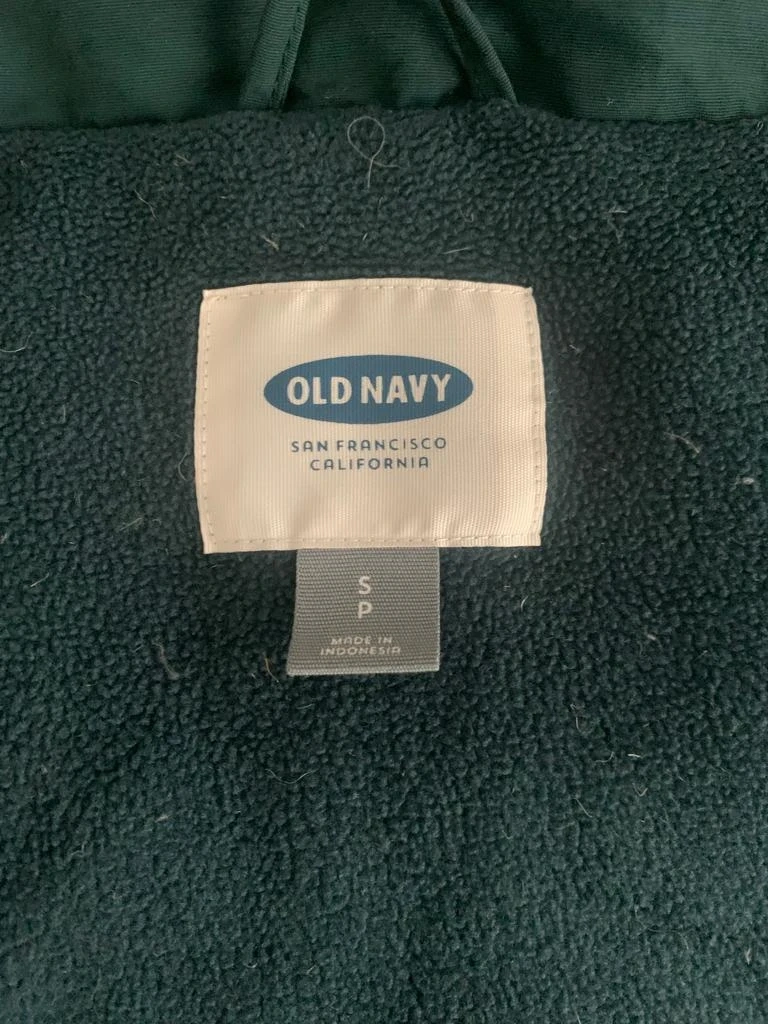 OLD NAVY
SAN FRANCISCO
CALIFORNIA
S
P
MADE IN
INDONESIA